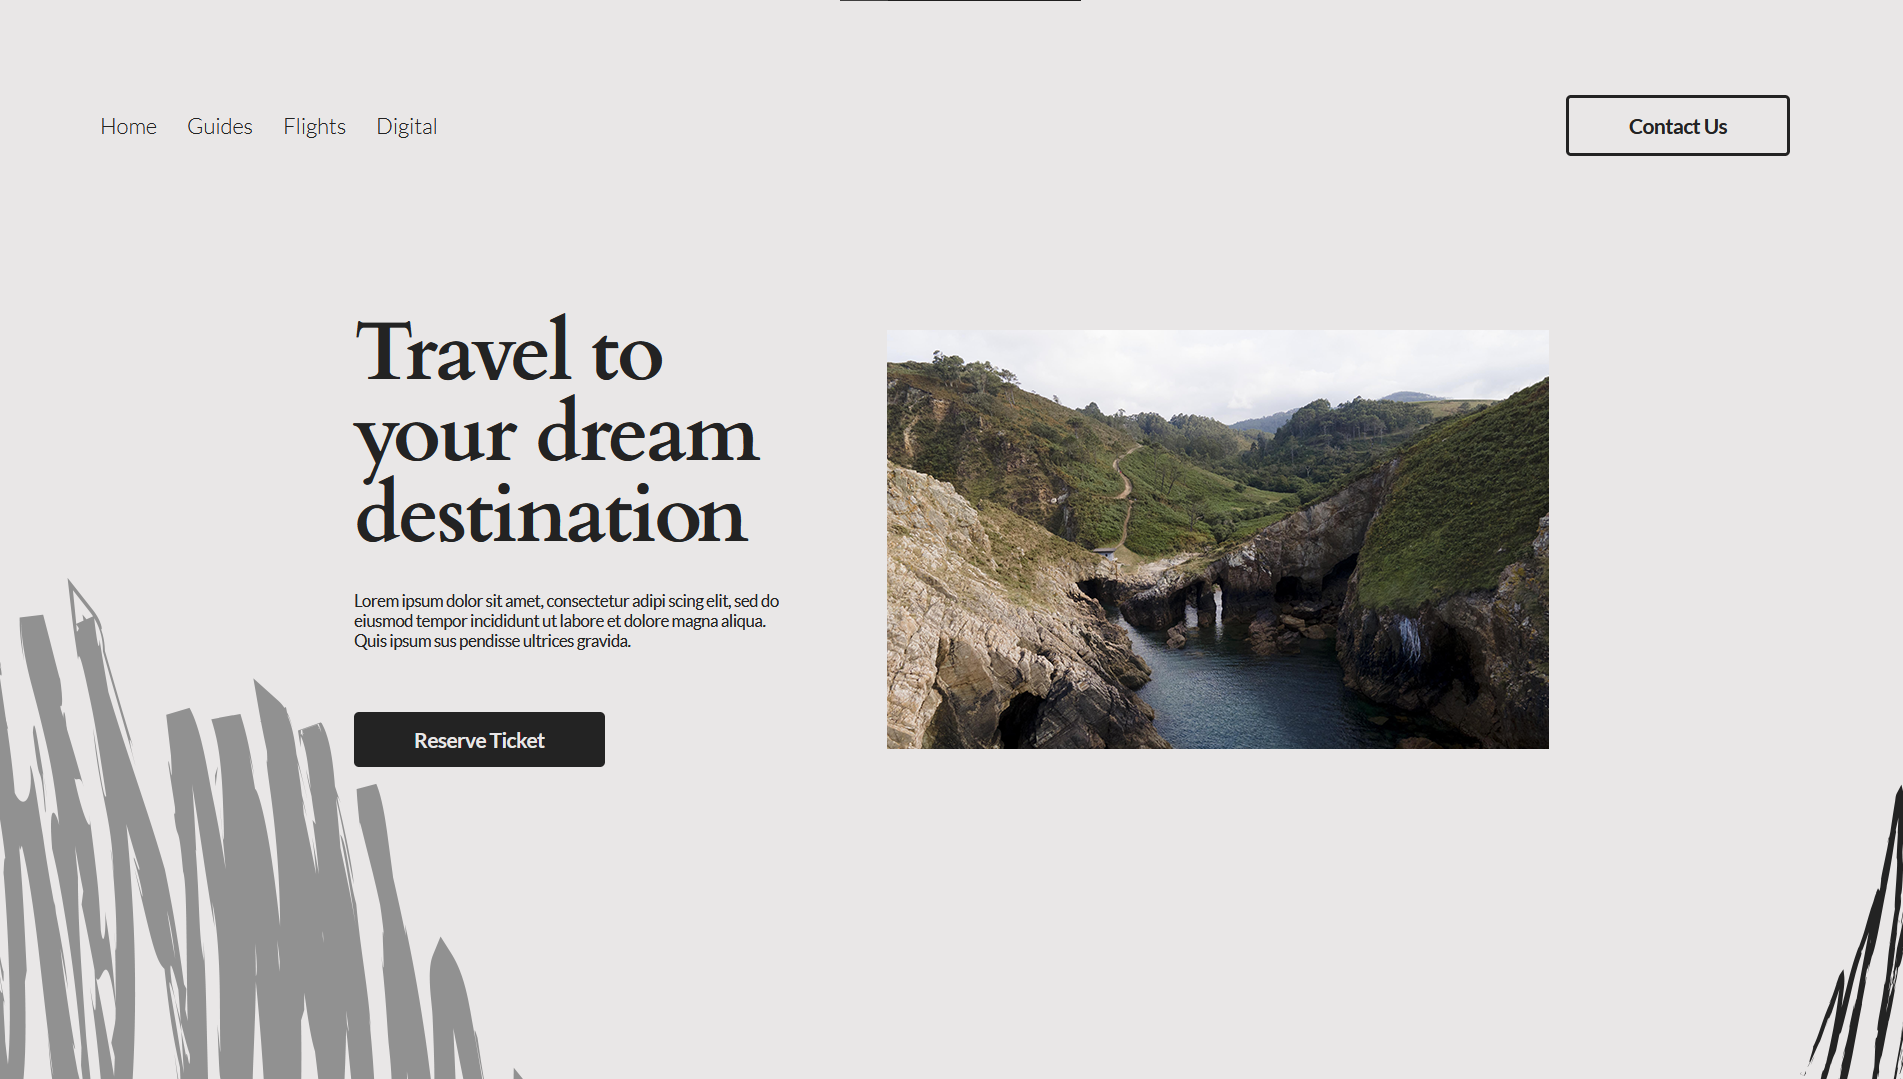 Home Guides Flights Digital Contact Us
Travel to
your dream
destination
Lorem ipsum dolor sit amet, consectetur adipi scing elit, sed do
eiusmod tempor incididunt ut labore et dolore magna aliqua.
Quis ipsum sus pendisse ultrices gravida.
Reserve Ticket